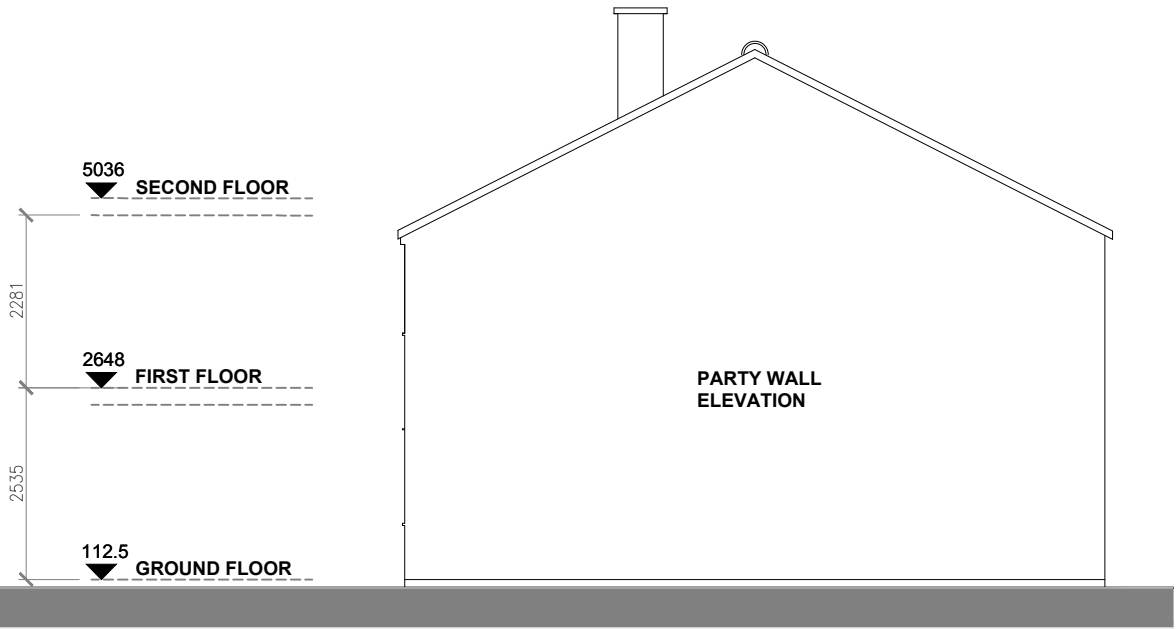 5036
SECOND FLOOR
2281
2648
FIRST FLOOR
PARTY WALL
ELEVATION
2535
112.5
GROUND FLOOR